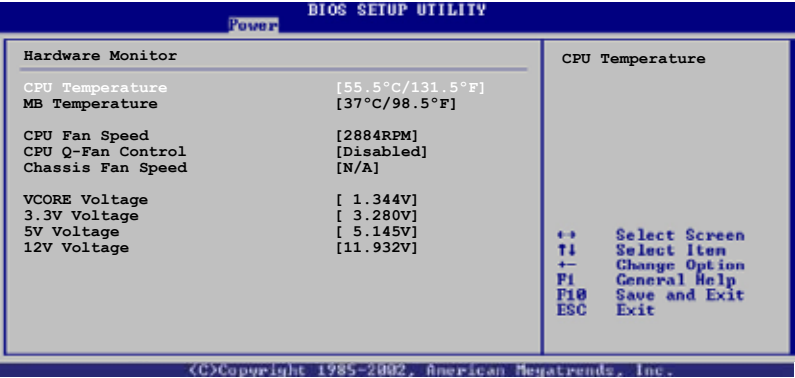 BIOS SETUP UTILITY
Power
Hardware Monitor
CPU Temperature [55.5°C/131.5°F]
MB Temperature [37°C/98.5°F]
CPU Fan Speed [2884RPM]
CPU Q-Fan Control [Disabled]
Chassis Fan Speed [N/A]
VCORE Voltage [ 1.344V]
3.3V Voltage [ 3.280V]
5V Voltage [ 5.145V]
12V Voltage [11.932V]
CPU Temperature
↔ Select Screen
↑↓ Select Item
+- Change Option
F1 General Help
F10 Save and Exit
ESC Exit
(C)Copyright 1985-2002, American Megatrends, Inc.